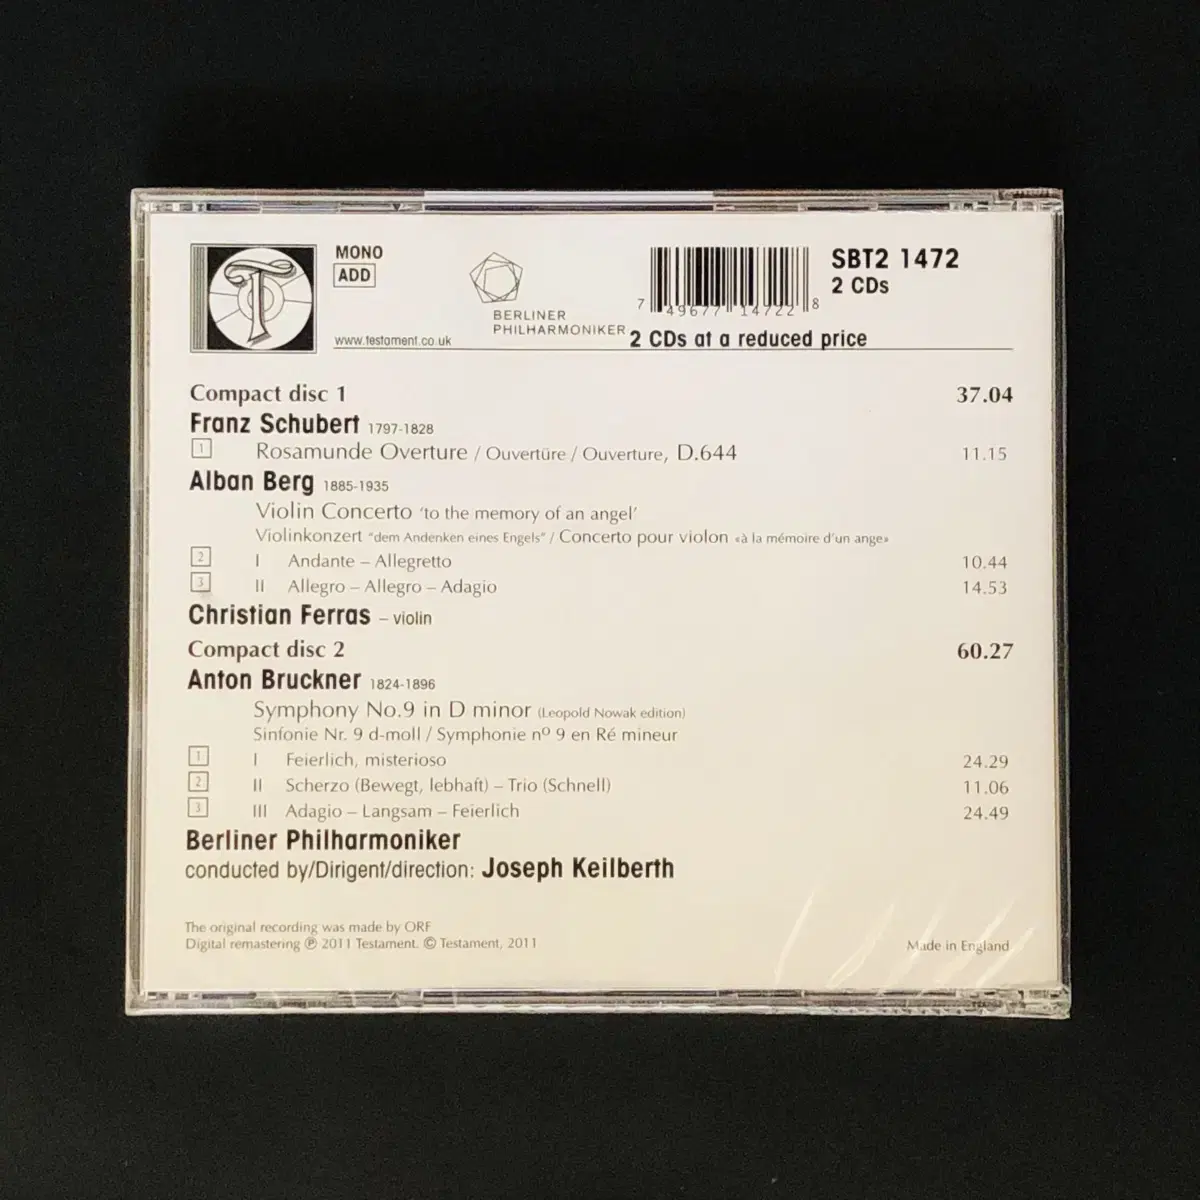 T
MONO
ADD
www.testament.co.uk
BERLINER
PHILHARMONIKER
7 49677 14722 8
SBT2 1472
2 CDs
2 CDs at a reduced price
Compact disc 1 37.04
Franz Schubert 1797-1828
1 Rosamunde Overture / Ouvertüre / Ouverture, D.644 11.15
Alban Berg 1885-1935
Violin Concerto ‘to the memory of an angel’
Violinkonzert “dem Andenken eines Engels” / Concerto pour violon «à la mémoire d’un ange»
2 I Andante – Allegretto 10.44
3 II Allegro – Allegro – Adagio 14.53
Christian Ferras – violin
Compact disc 2 60.27
Anton Bruckner 1824-1896
Symphony No.9 in D minor (Leopold Nowak edition)
Sinfonie Nr. 9 d-moll / Symphonie nº 9 en Ré mineur
1 I Feierlich, misterioso 24.29
2 II Scherzo (Bewegt, lebhaft) – Trio (Schnell) 11.06
3 III Adagio – Langsam – Feierlich 24.49
Berliner Philharmoniker
conducted by/Dirigent/direction: Joseph Keilberth
The original recording was made by ORF
Digital remastering ℗ 2011 Testament. © Testament, 2011
Made in England